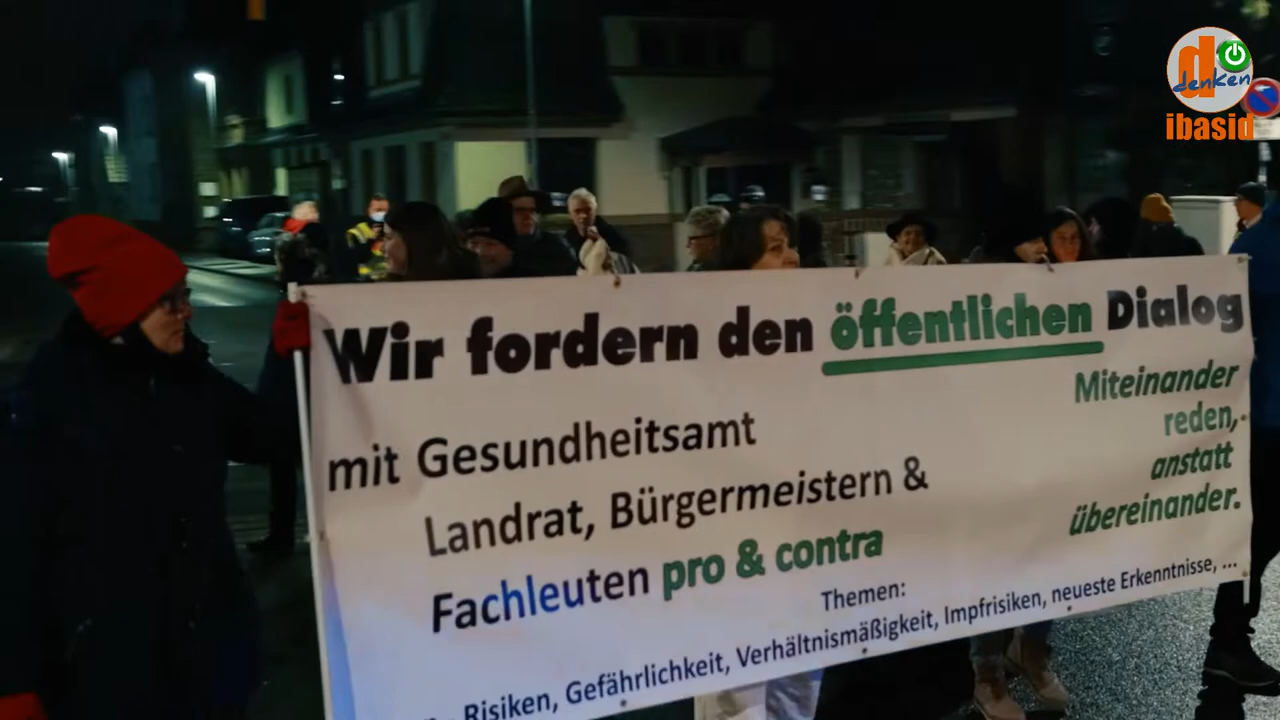 d
denken
ibasid
Wir fordern den öffentlichen Dialog
mit Gesundheitsamt
Landrat, Bürgermeistern &
Fachleuten pro & contra
Miteinander
reden,
anstatt
übereinander.
Themen:
Risiken, Gefährlichkeit, Verhältnismäßigkeit, Impfrisiken, neueste Erkenntnisse, ...